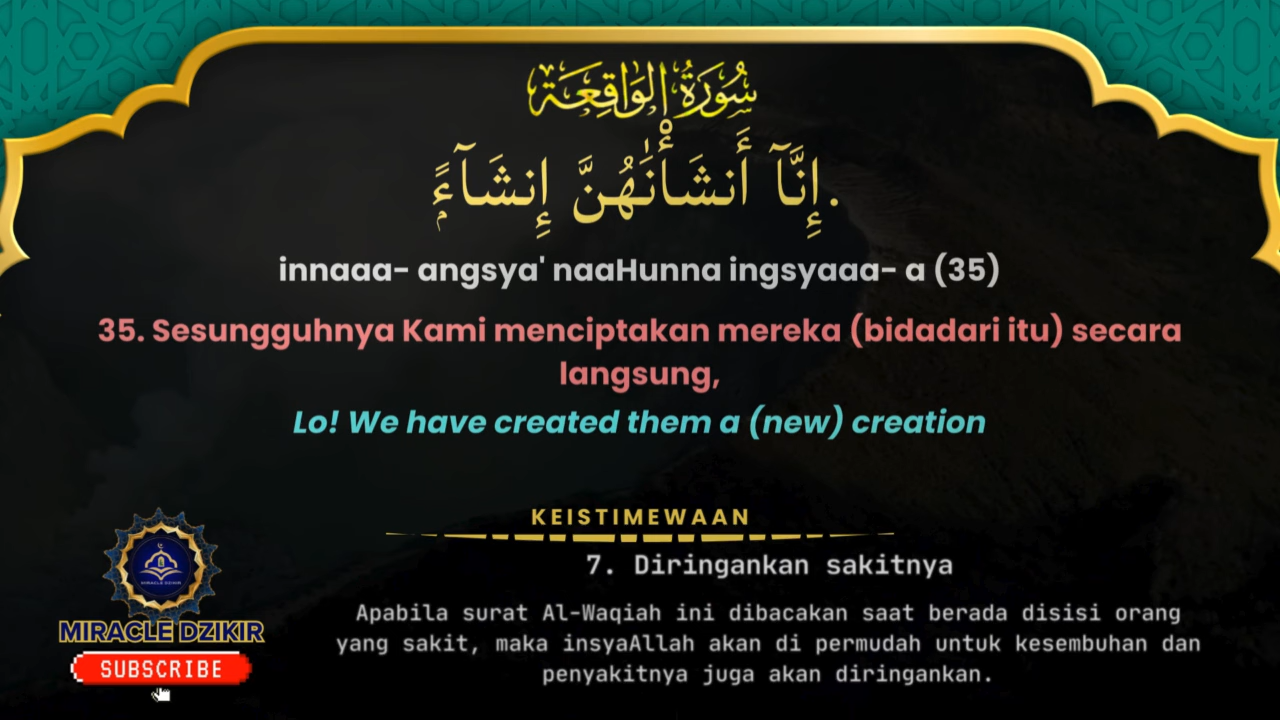 سُورَةُ الوَاقِعَة
إِنَّآ أَنشَأْنَٰهُنَّ إِنشَآءًۭ.
innaaa- angsya' naaHunna ingsyaaa- a (35)
35. Sesungguhnya Kami menciptakan mereka (bidadari itu) secara
langsung,
Lo! We have created them a (new) creation
KEISTIMEWAAN
7. Diringankan sakitnya
Apabila surat Al-Waqiah ini dibacakan saat berada disisi orang
yang sakit, maka insyaAllah akan di permudah untuk kesembuhan dan
penyakitnya juga akan diringankan.
MIRACLE DZIKIR
MIRACLE DZIKIR
SUBSCRIBE